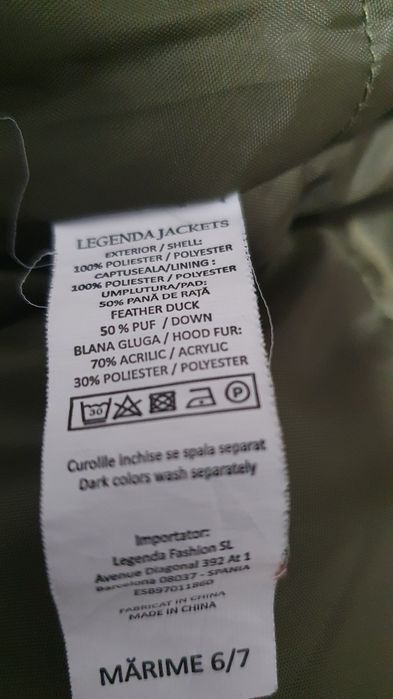 LEGENDA JACKETS
EXTERIOR / SHELL:
100% POLIESTER / POLYESTER
CAPTUSEALA/LINING :
100% POLIESTER / POLYESTER
UMPLUTURA/PAD:
50% PANĂ DE RAȚĂ
FEATHER DUCK
50 % PUF / DOWN
BLANA GLUGA / HOOD FUR:
70% ACRILIC / ACRYLIC
30% POLIESTER / POLYESTER
30 P
Curolile inchise se spala separat
Dark colors wash separately
Importator:
Legenda Fashion SL
Avenue Diagonal 392 At 1
Barcelona 08037 - SPANIA
ESB97011860
FABRICAT IN CHINA
MADE IN CHINA
MĂRIME 6/7